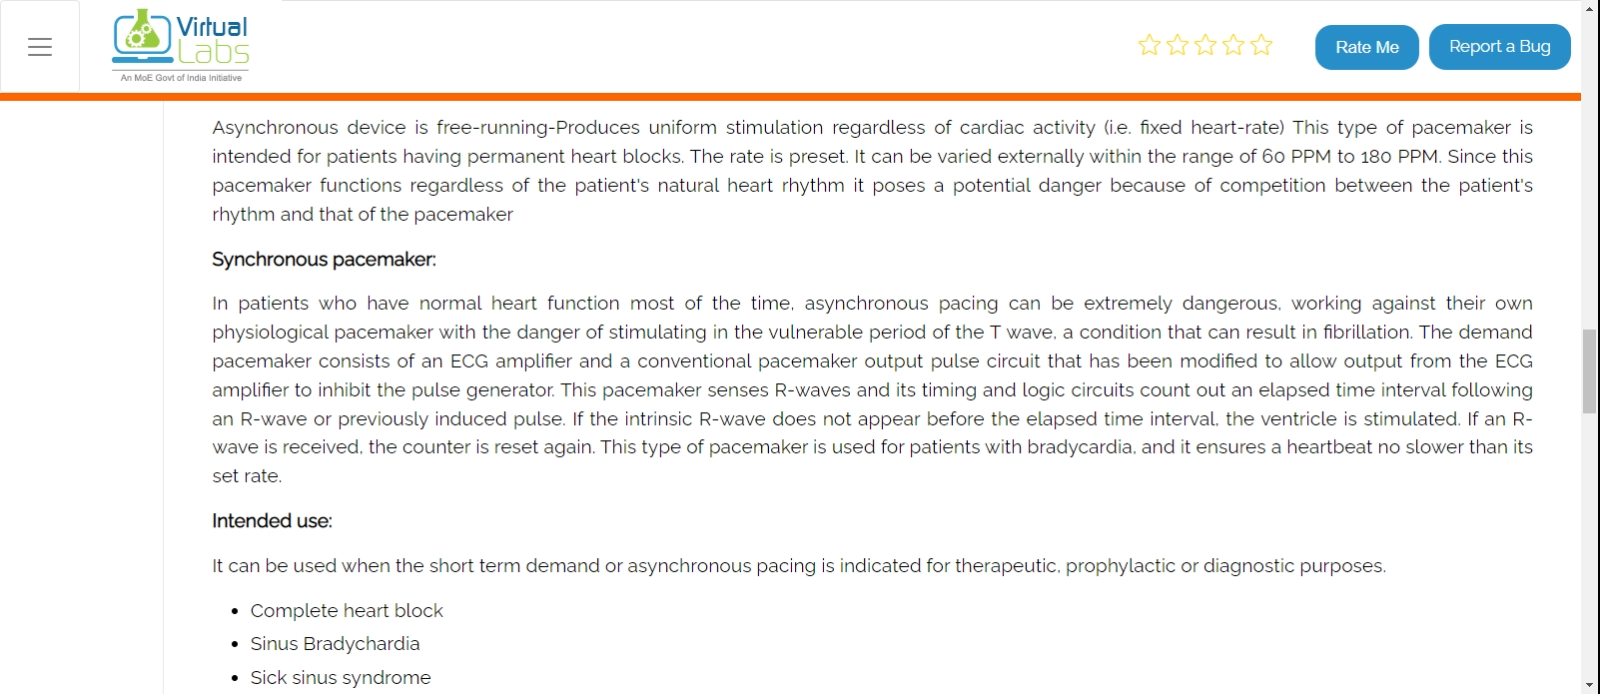 Virtual
Labs
An MoE Govt of India Initiative
Rate Me
Report a Bug
Asynchronous device is free-running-Produces uniform stimulation regardless of cardiac activity (i.e. fixed heart-rate) This type of pacemaker is
intended for patients having permanent heart blocks. The rate is preset. It can be varied externally within the range of 60 PPM to 180 PPM. Since this
pacemaker functions regardless of the patient's natural heart rhythm it poses a potential danger because of competition between the patient's
rhythm and that of the pacemaker
Synchronous pacemaker:
In patients who have normal heart function most of the time, asynchronous pacing can be extremely dangerous, working against their own
physiological pacemaker with the danger of stimulating in the vulnerable period of the T wave, a condition that can result in fibrillation. The demand
pacemaker consists of an ECG amplifier and a conventional pacemaker output pulse circuit that has been modified to allow output from the ECG
amplifier to inhibit the pulse generator. This pacemaker senses R-waves and its timing and logic circuits count out an elapsed time interval following
an R-wave or previously induced pulse. If the intrinsic R-wave does not appear before the elapsed time interval, the ventricle is stimulated. If an R-
wave is received, the counter is reset again. This type of pacemaker is used for patients with bradycardia, and it ensures a heartbeat no slower than its
set rate.
Intended use:
It can be used when the short term demand or asynchronous pacing is indicated for therapeutic, prophylactic or diagnostic purposes.
• Complete heart block
• Sinus Bradychardia
• Sick sinus syndrome